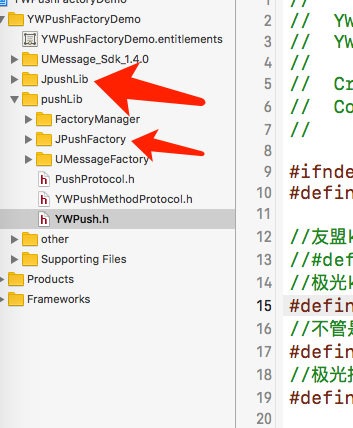 YWPushFactoryDemo
YWPushFactoryDemo.entitlements
UMessage_Sdk_1.4.0
JpushLib
pushLib
FactoryManager
JPushFactory
UMessageFactory
PushProtocol.h
YWPushMethodProtocol.h
YWPush.h
other
Supporting Files
Products
Frameworks
2 // YW
3 // YW
4 //
5 // Cr
6 // Co
7 //
8
9 #ifnde
10 #defin
11
12 //友盟k
13 //#def
14 //极光k
15 #defin
16 //不管是
17 #defin
18 //极光推
19 #defin
20